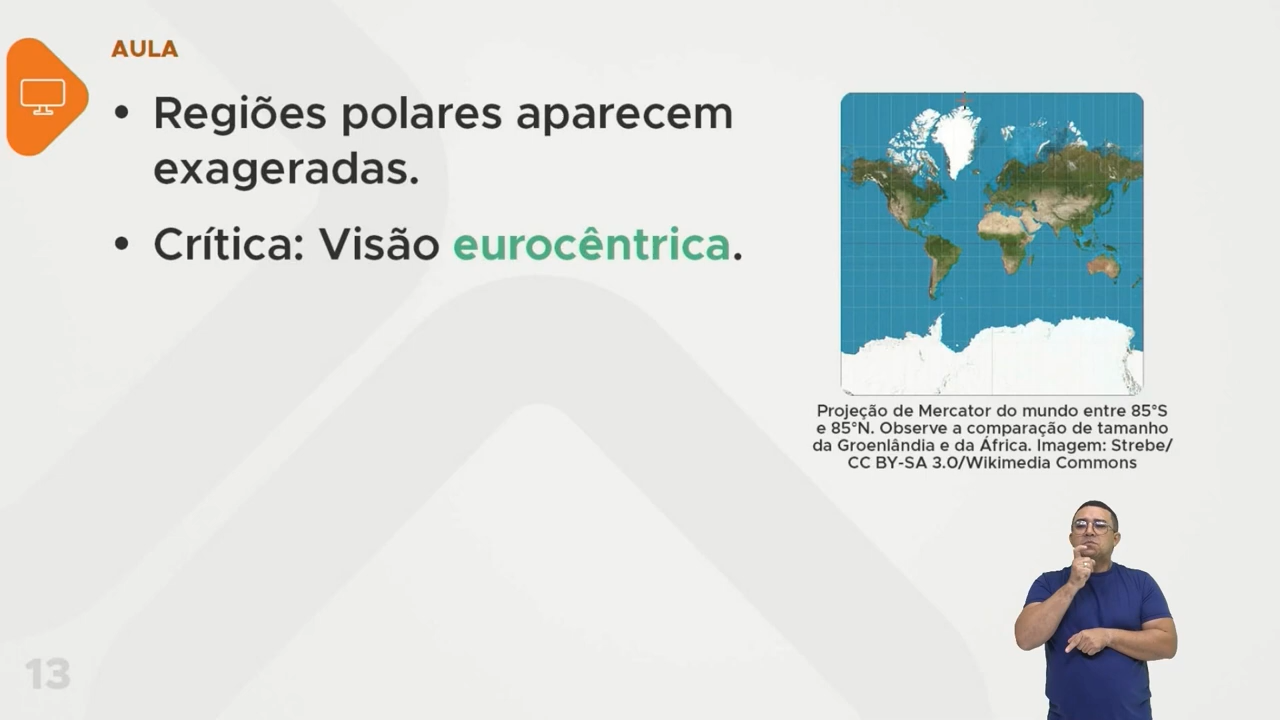 AULA
• Regiões polares aparecem
exageradas.
• Crítica: Visão eurocêntrica.
Projeção de Mercator do mundo entre 85°S
e 85°N. Observe a comparação de tamanho
da Groenlândia e da África. Imagem: Strebe/
CC BY-SA 3.0/Wikimedia Commons
13